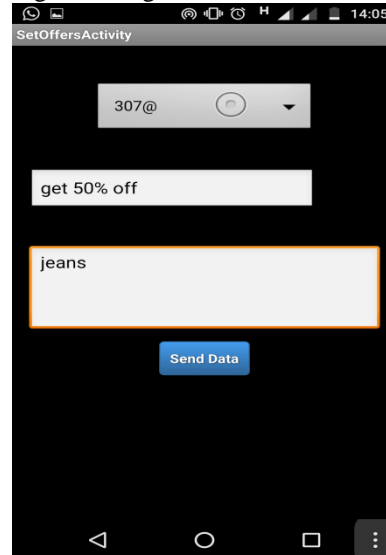 H 14:05
SetOffersActivity
307@
get 50% off
jeans
Send Data